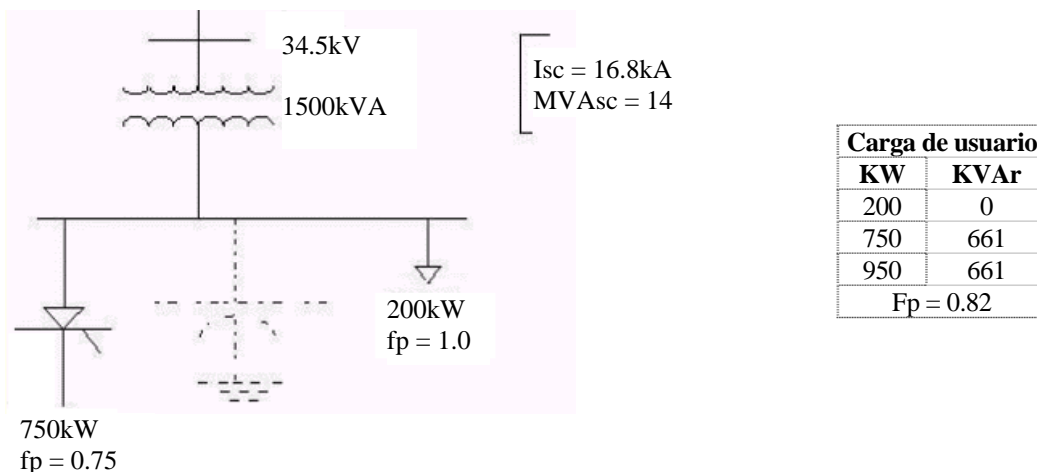 34.5kV
1500kVA
Isc = 16.8kA
MVAsc = 14
200kW
fp = 1.0
750kW
fp = 0.75
Carga de usuario
KW KVAr
200 0
750 661
950 661
Fp = 0.82